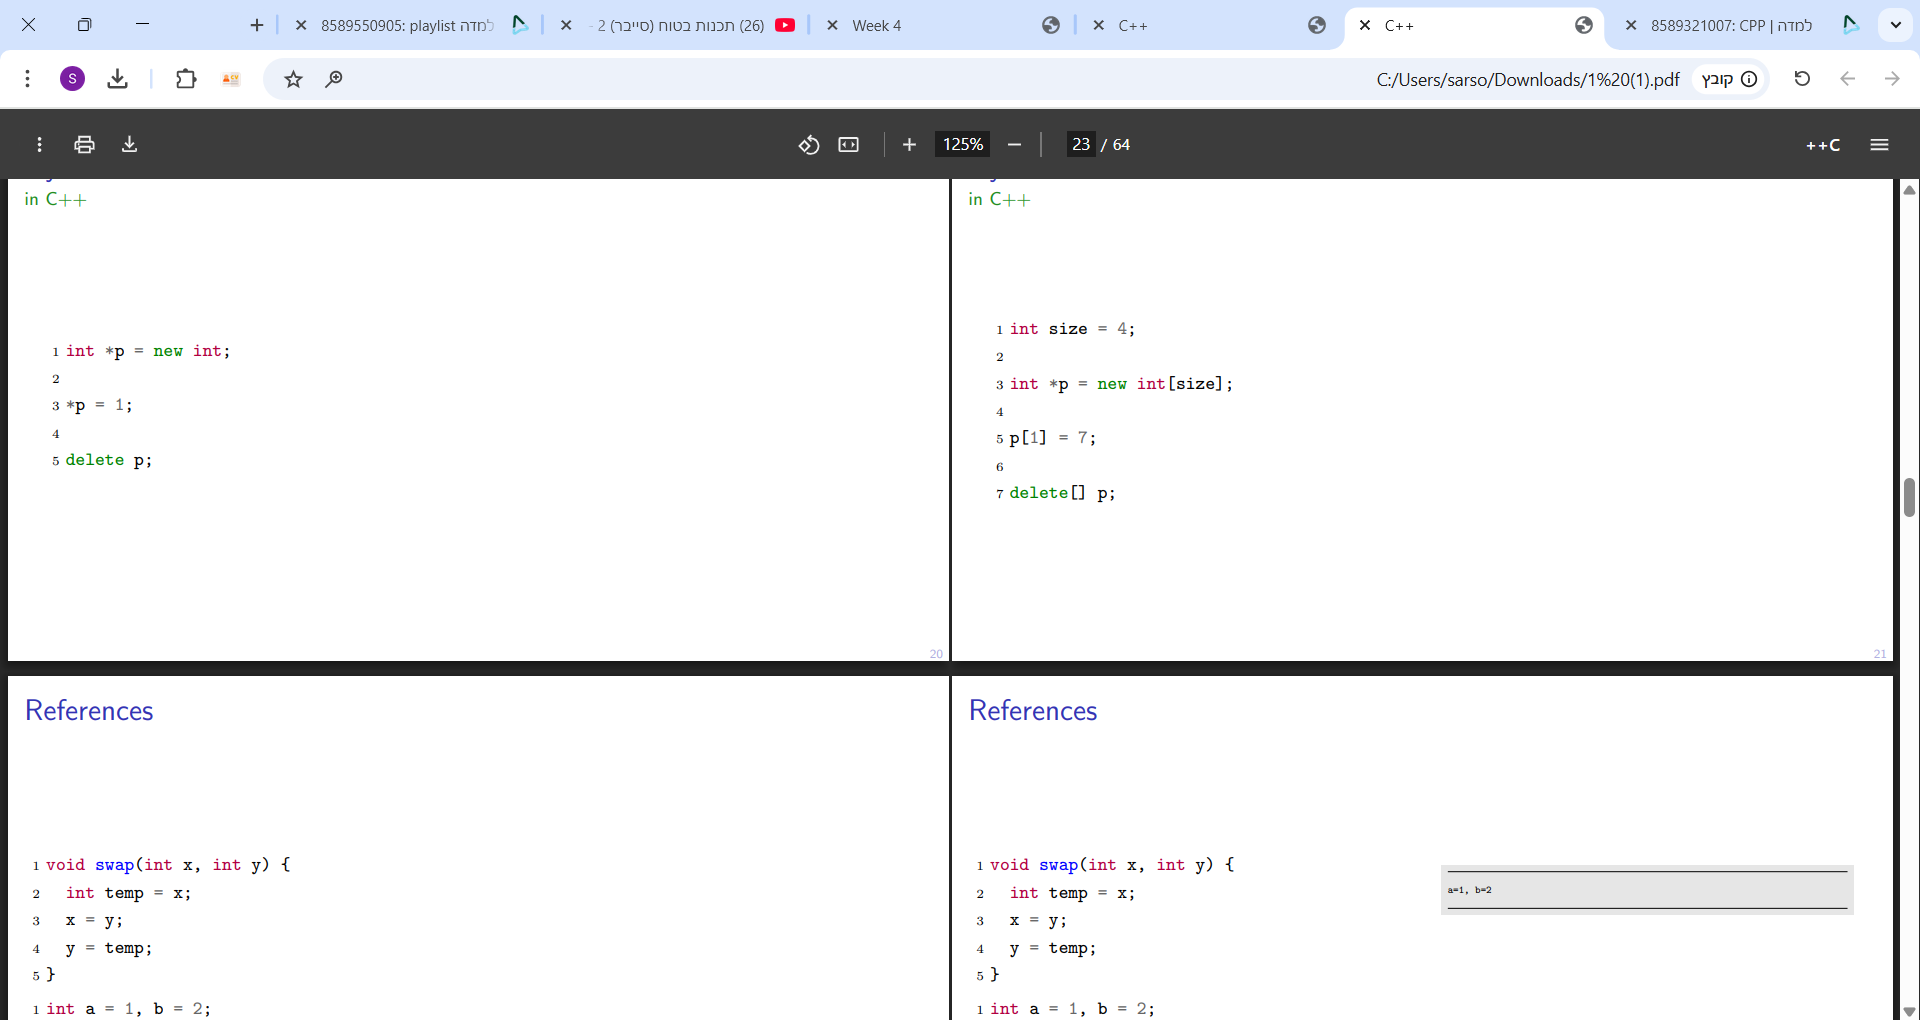 8589550905: playlist למדה
(26) תכנות בטוח (סייבר) 2 -
Week 4
C++
C++
8589321007: CPP | למדה
S
C:/Users/sarso/Downloads/1%20(1).pdf
קובץ
125%
23 / 64
++C
in C++
1 int *p = new int;
2
3 *p = 1;
4
5 delete p;
20
in C++
1 int size = 4;
2
3 int *p = new int[size];
4
5 p[1] = 7;
6
7 delete[] p;
21
References
1 void swap(int x, int y) {
2 int temp = x;
3 x = y;
4 y = temp;
5 }
1 int a = 1, b = 2;
References
1 void swap(int x, int y) {
2 int temp = x;
3 x = y;
4 y = temp;
5 }
1 int a = 1, b = 2;
a=1, b=2